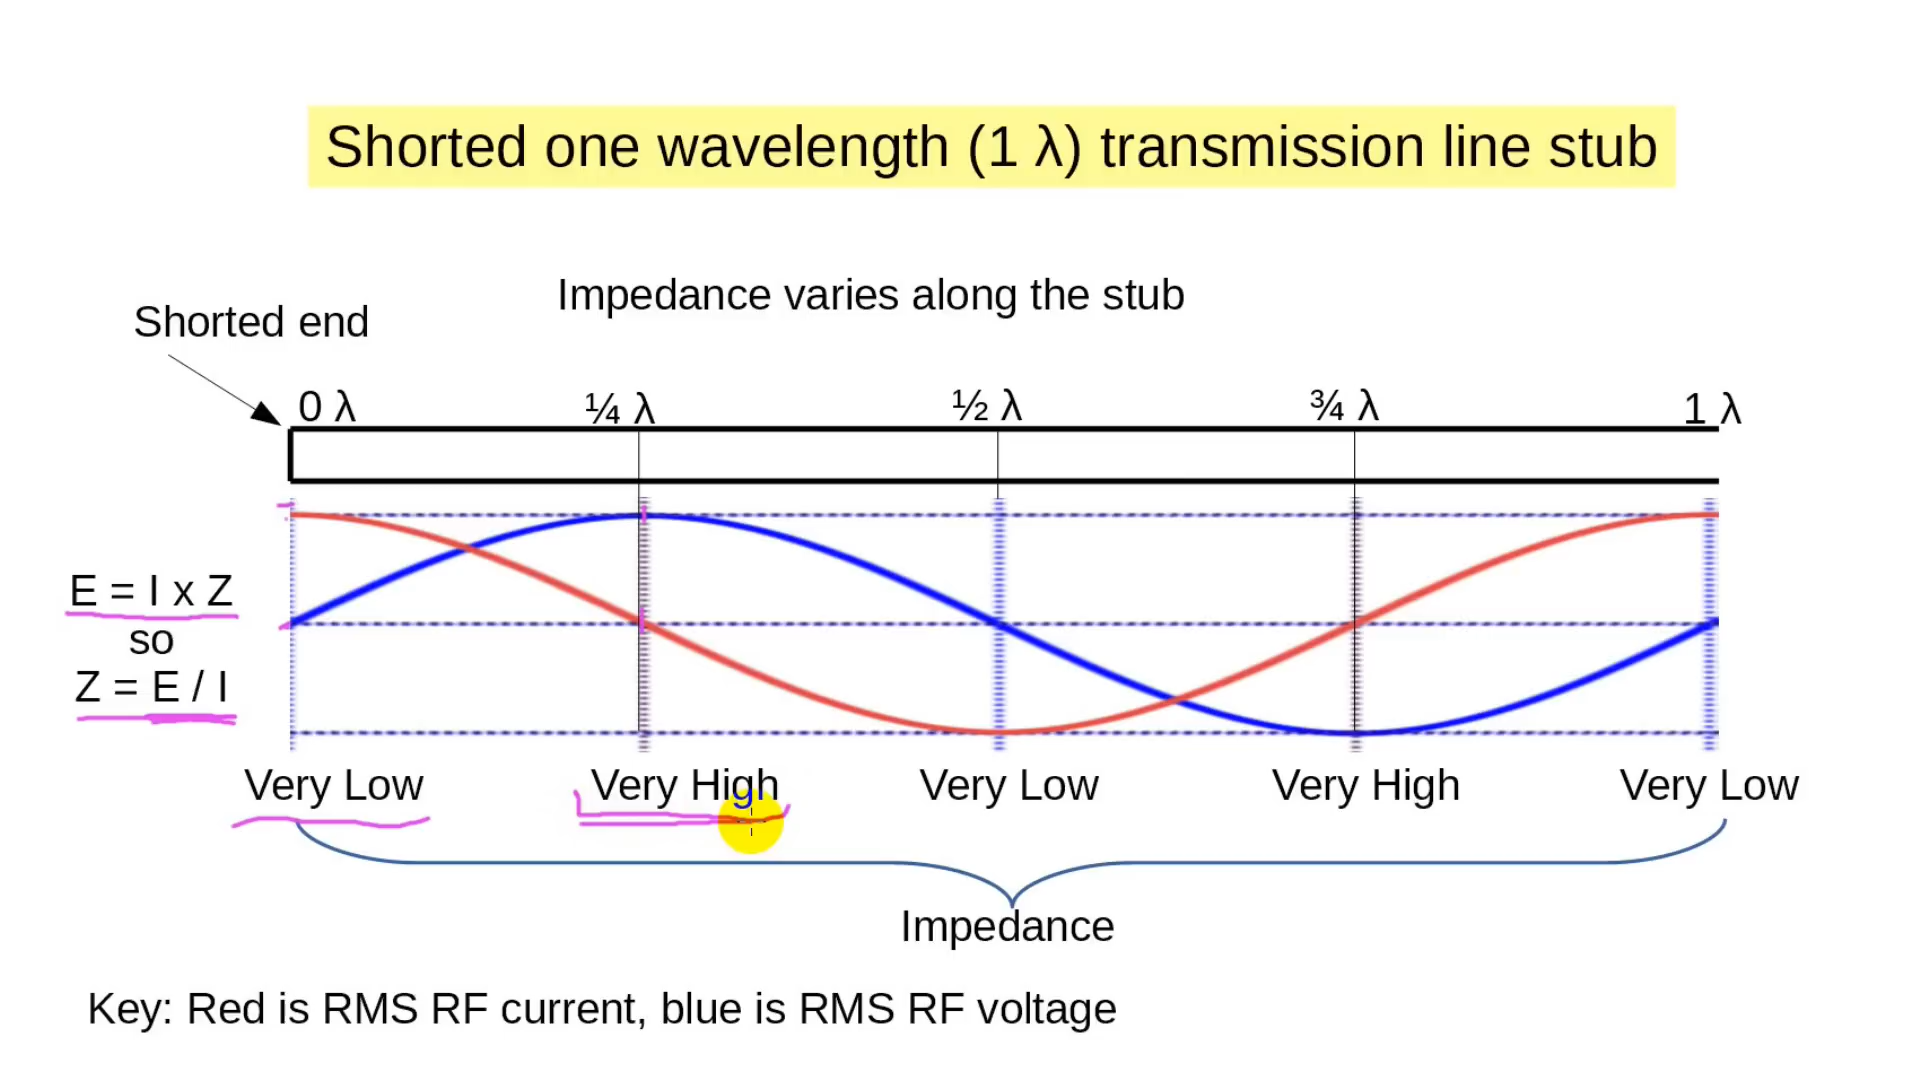 Shorted one wavelength (1 λ) transmission line stub
Impedance varies along the stub
Shorted end
0 λ ¼ λ ½ λ ¾ λ 1 λ
E = I x Z
so
Z = E / I
Very Low Very High Very Low Very High Very Low
Impedance
Key: Red is RMS RF current, blue is RMS RF voltage